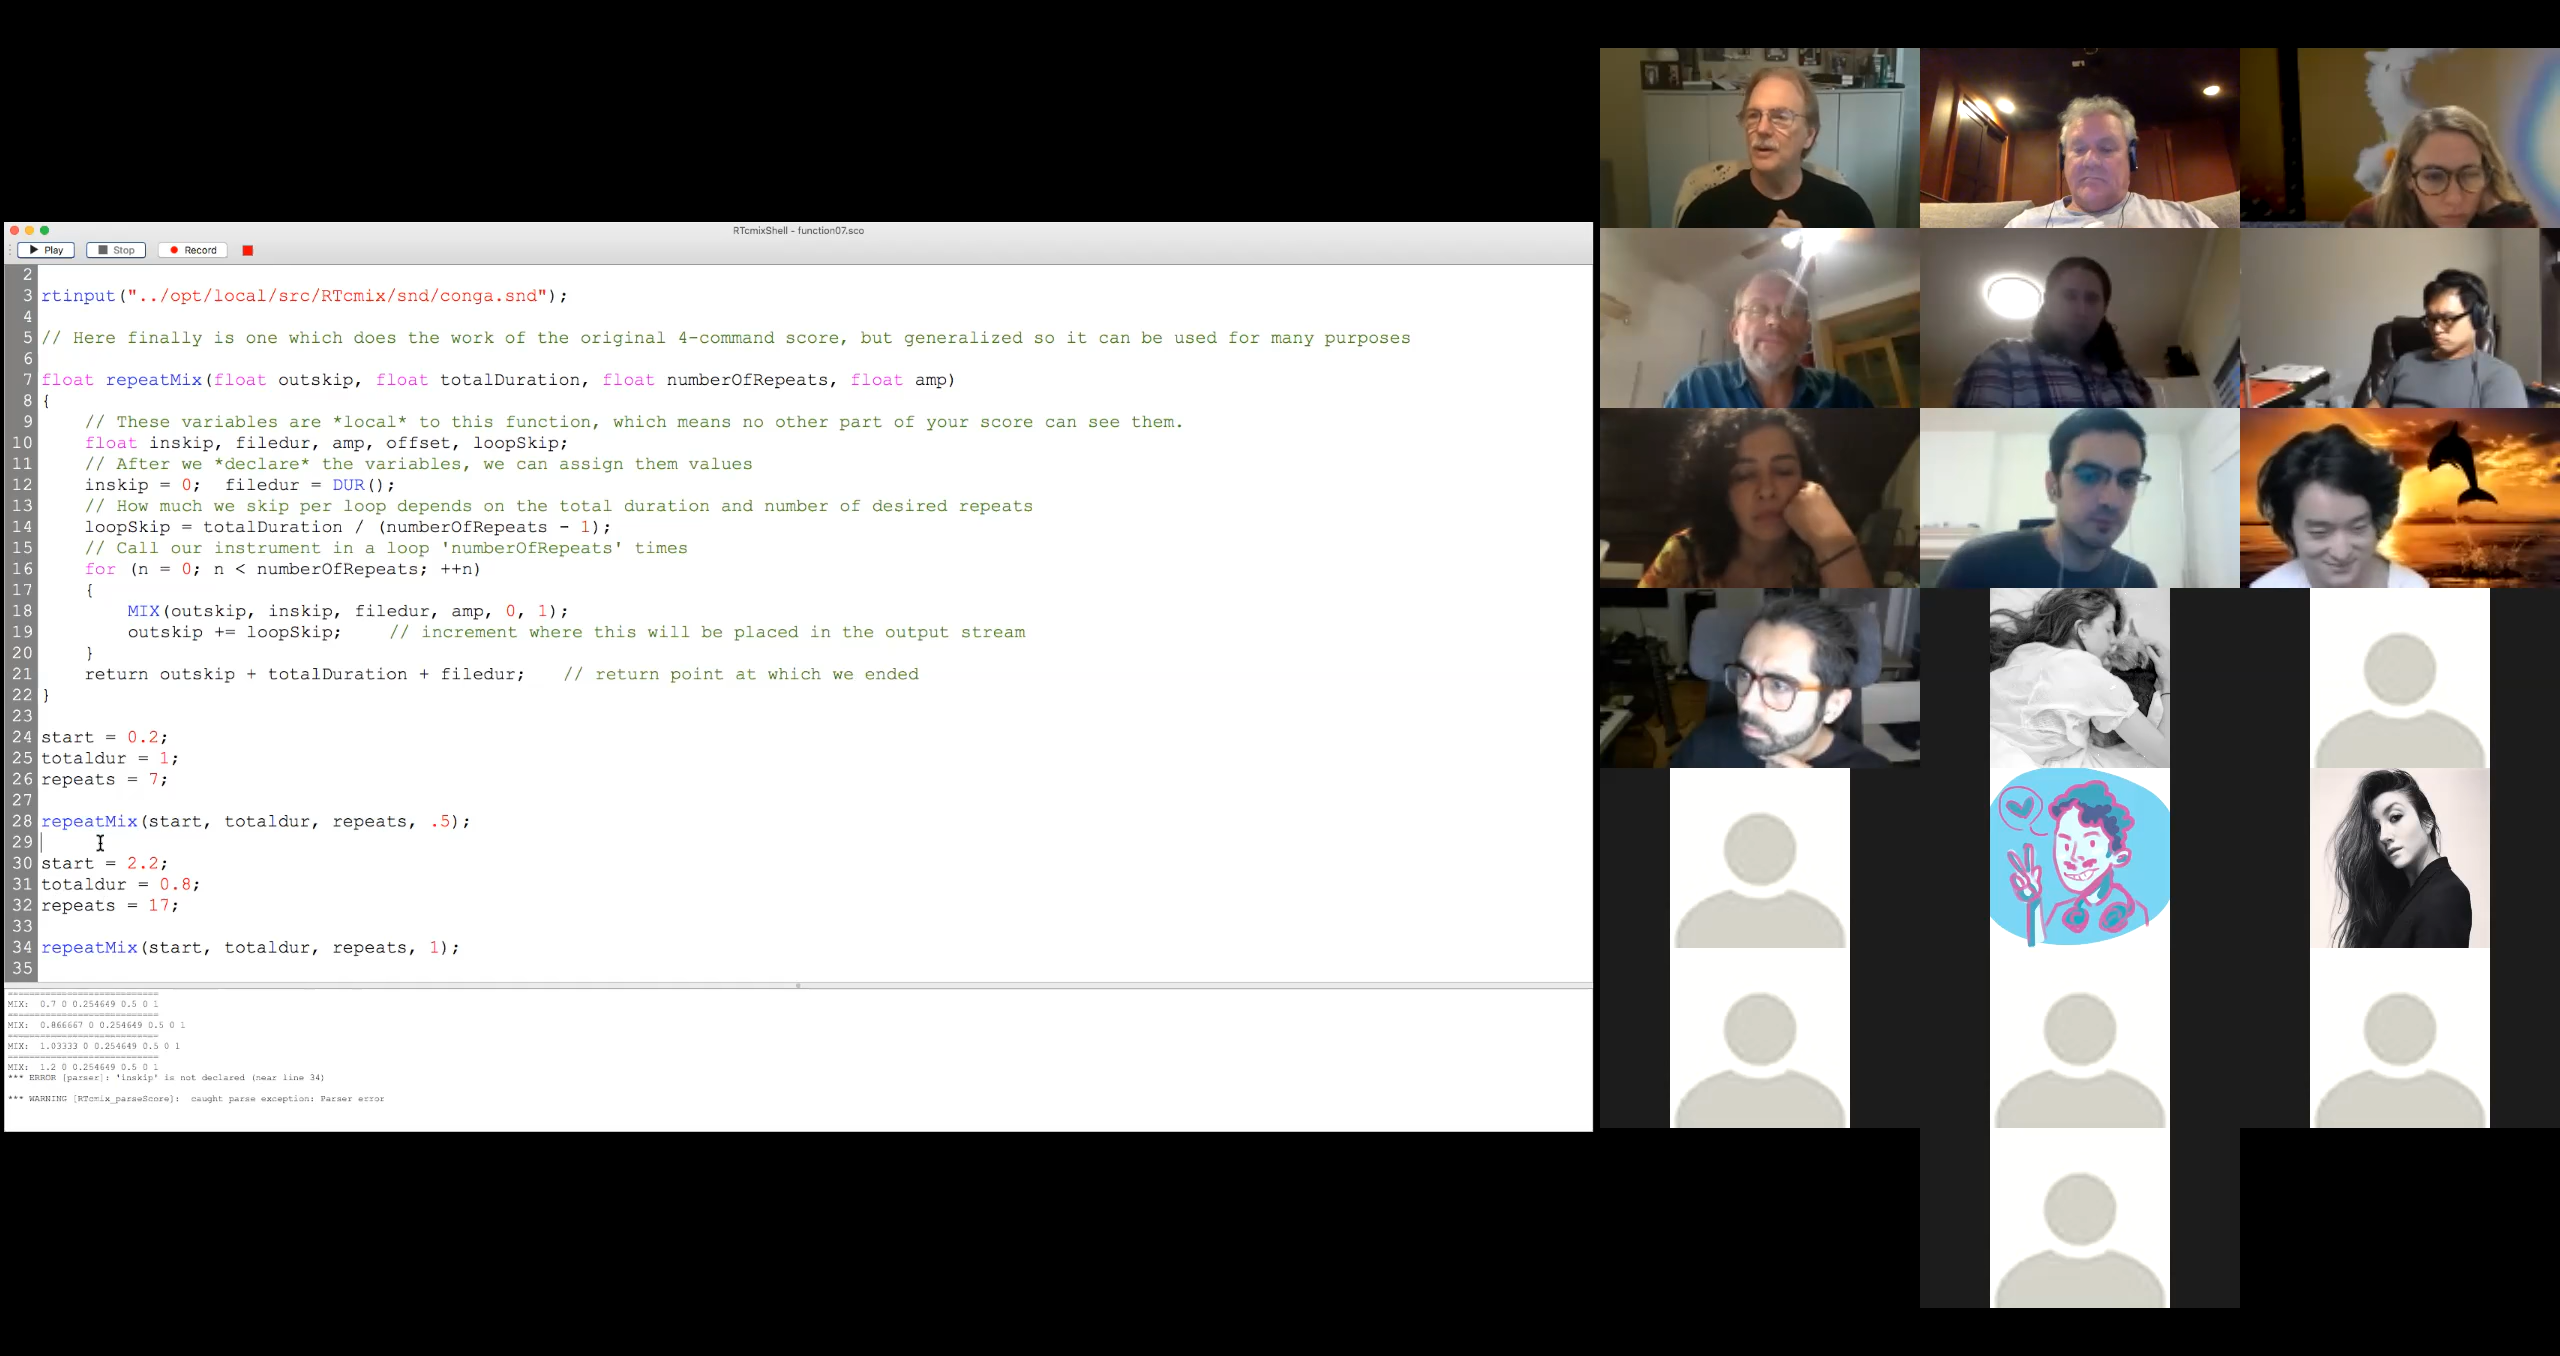 RTcmixShell - function07.sco
Play Stop Record
2
3 rtinput("../opt/local/src/RTcmix/snd/conga.snd");
4
5 // Here finally is one which does the work of the original 4-command score, but generalized so it can be used for many purposes
6
7 float repeatMix(float outskip, float totalDuration, float numberOfRepeats, float amp)
8 {
9 // These variables are *local* to this function, which means no other part of your score can see them.
10 float inskip, filedur, amp, offset, loopSkip;
11 // After we *declare* the variables, we can assign them values
12 inskip = 0; filedur = DUR();
13 // How much we skip per loop depends on the total duration and number of desired repeats
14 loopSkip = totalDuration / (numberOfRepeats - 1);
15 // Call our instrument in a loop 'numberOfRepeats' times
16 for (n = 0; n < numberOfRepeats; ++n)
17 {
18 MIX(outskip, inskip, filedur, amp, 0, 1);
19 outskip += loopSkip; // increment where this will be placed in the output stream
20 }
21 return outskip + totalDuration + filedur; // return point at which we ended
22 }
23
24 start = 0.2;
25 totaldur = 1;
26 repeats = 7;
27
28 repeatMix(start, totaldur, repeats, .5);
29
30 start = 2.2;
31 totaldur = 0.8;
32 repeats = 17;
33
34 repeatMix(start, totaldur, repeats, 1);
35
============================
MIX: 0.7 0 0.254649 0.5 0 1
============================
MIX: 0.866667 0 0.254649 0.5 0 1
============================
MIX: 1.03333 0 0.254649 0.5 0 1
============================
MIX: 1.2 0 0.254649 0.5 0 1
*** ERROR [parser]: 'inskip' is not declared (near line 34)
*** WARNING [RTcmix_parseScore]: caught parse exception: Parser error